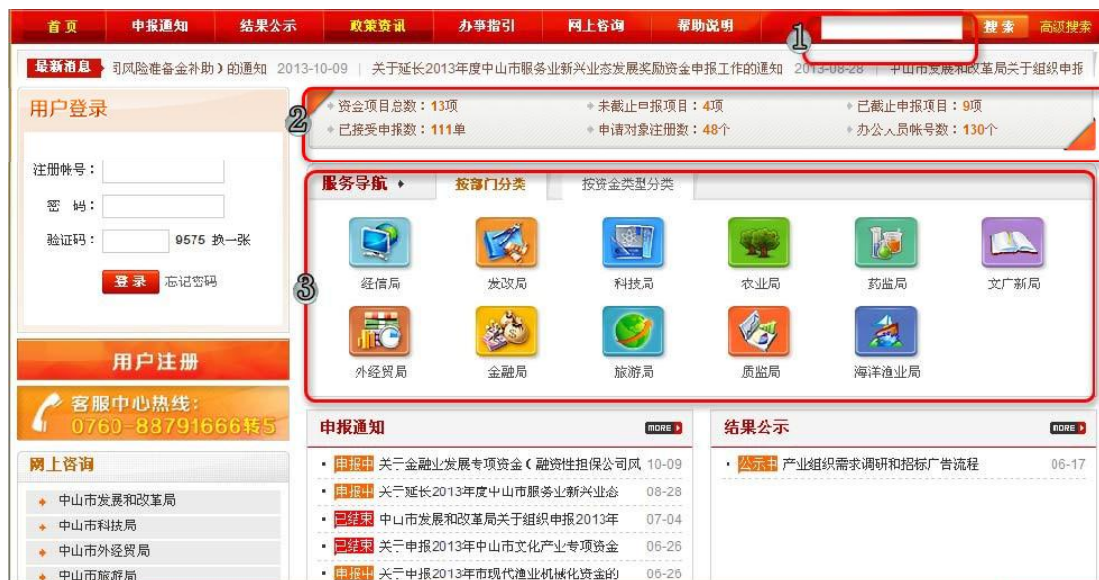 首页 申报通知 结果公示 政策资讯 办事指引 网上咨询 帮助说明 搜索 高级搜索
1
最新消息 司风险准备金补助)的通知 2013-10-09 | 关于延长2013年度中山市服务业新兴业态发展奖励资金申报工作的通知 2013-08-28 | 中山市发展和改革局关于组织申报
用户登录
注册帐号:
密 码:
验证码: 9575 换一张
登录 忘记密码
用户注册
客服中心热线:
0760-88791666转5
网上咨询
中山市发展和改革局
中山市科技局
中山市外经贸局
中山市旅游局
2
资金项目总数:13项 未截止申报项目:4项 已截止申报项目:9项
已接受申报数:111单 申请对象注册数:48个 办公人员帐号数:130个
3
服务导航 按部门分类 按资金类型分类
经信局 发改局 科技局 农业局 药监局 文广新局
外经贸局 金融局 旅游局 质监局 海洋渔业局
申报通知 MORE
申报中 关于金融业发展专项资金(融资性担保公司风 10-09
申报中 关于延长2013年度中山市服务业新兴业态 08-28
已结束 中山市发展和改革局关于组织申报2013年 07-04
已结束 关于申报2013年中山市文化产业专项资金 06-26
申报中 关于申报2013年市现代渔业机械化资金的 06-26
结果公示 MORE
公示中 产业组织需求调研和招标广告流程 06-17